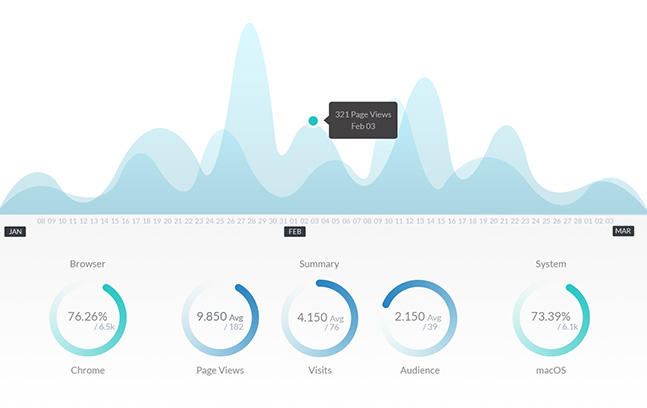 321 Page Views
Feb 03
08 09 10 11 12 13 14 15 16 17 18 19 20 21 22 23 24 25 26 27 28 29 30 31 01 02 03 04 05 06 07 08 09 10 11 12 13 14 15 16 17 18 19 20 21 22 23 24 25 26 27 28 01 02 03
JAN FEB MAR
Browser Summary System
76.26% 9.850 Avg 4.150 Avg 2.150 Avg 73.39%
/ 6.5k / 182 / 76 / 39 / 6.1k
Chrome Page Views Visits Audience macOS